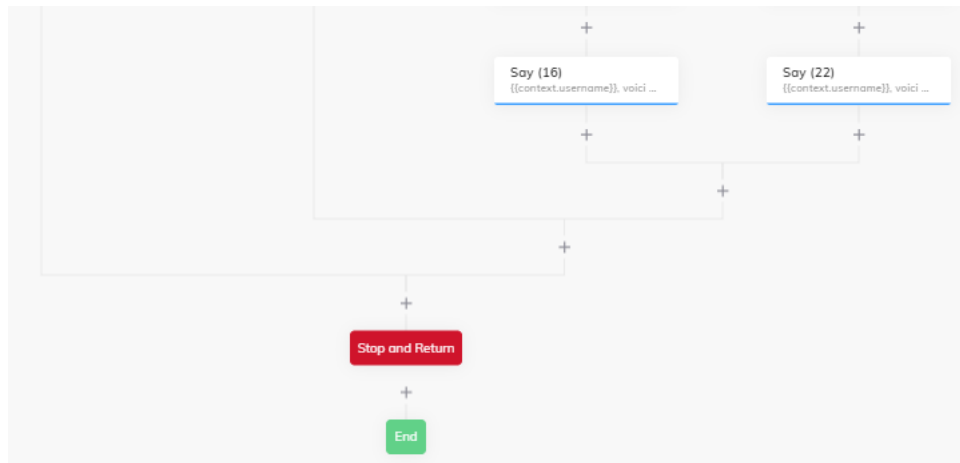 Say (16)
{{context.username}}, voici ...
Say (22)
{{context.username}}, voici ...
Stop and Return
End